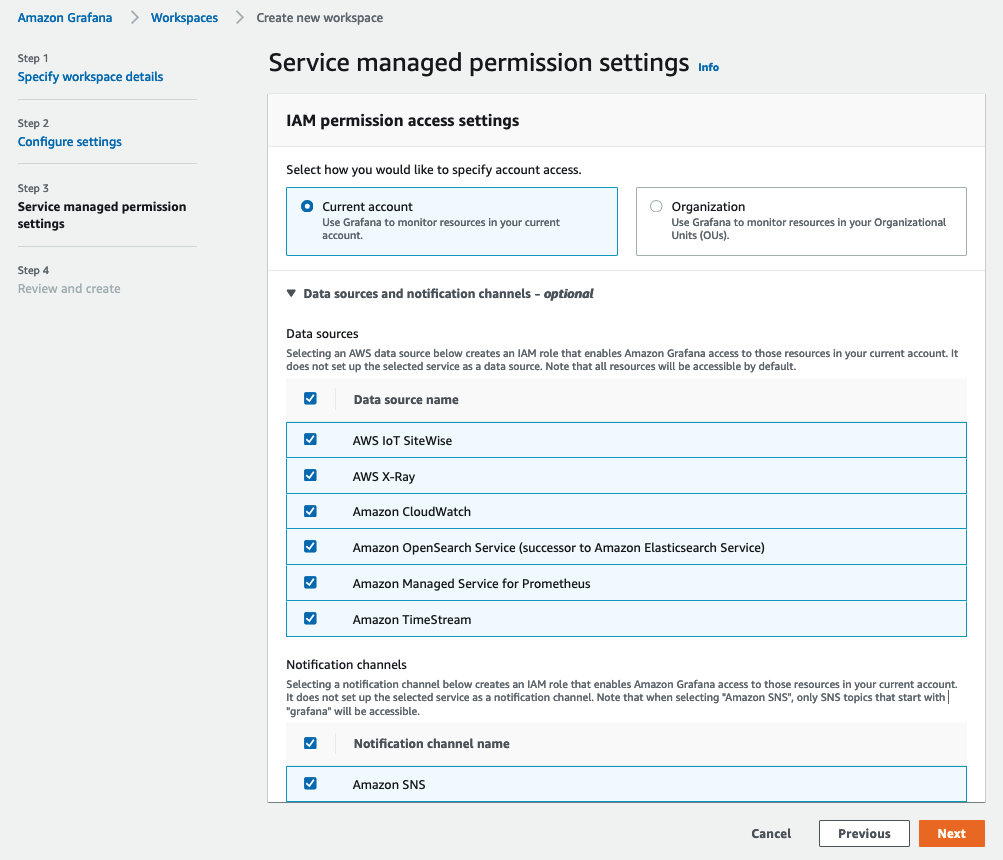 Amazon Grafana
Workspaces
Create new workspace
Step 1
Specify workspace details
Step 2
Configure settings
Step 3
Service managed permission
settings
Step 4
Review and create
Service managed permission settings Info
IAM permission access settings
Select how you would like to specify account access.
Current account
Use Grafana to monitor resources in your current
account.
Organization
Use Grafana to monitor resources in your Organizational
Units (OUs).
Data sources and notification channels – optional
Data sources
Selecting an AWS data source below creates an IAM role that enables Amazon Grafana access to those resources in your current account. It
does not set up the selected service as a data source. Note that all resources will be accessible by default.
Data source name
AWS IoT SiteWise
AWS X-Ray
Amazon CloudWatch
Amazon OpenSearch Service (successor to Amazon Elasticsearch Service)
Amazon Managed Service for Prometheus
Amazon TimeStream
Notification channels
Selecting a notification channel below creates an IAM role that enables Amazon Grafana access to those resources in your current account.
It does not set up the selected service as a notification channel. Note that when selecting "Amazon SNS", only SNS topics that start with
"grafana" will be accessible.
Notification channel name
Amazon SNS
Cancel
Previous
Next